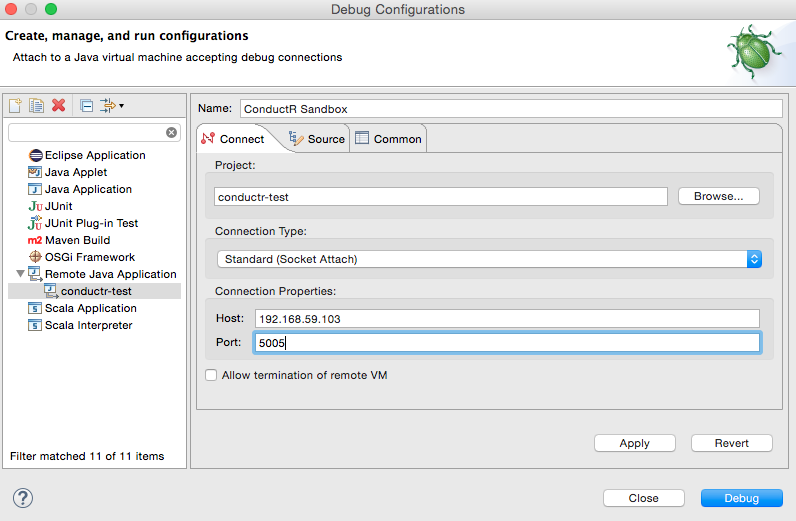 Debug Configurations
Create, manage, and run configurations
Attach to a Java virtual machine accepting debug connections
Name: ConductR Sandbox
Connect Source Common
Eclipse Application
Java Applet
Java Application
JUnit
JUnit Plug-in Test
Maven Build
OSGi Framework
Remote Java Application
conductr-test
Scala Application
Scala Interpreter
Filter matched 11 of 11 items
Project:
conductr-test Browse...
Connection Type:
Standard (Socket Attach)
Connection Properties:
Host: 192.168.59.103
Port: 5005
Allow termination of remote VM
Apply Revert
? Close Debug